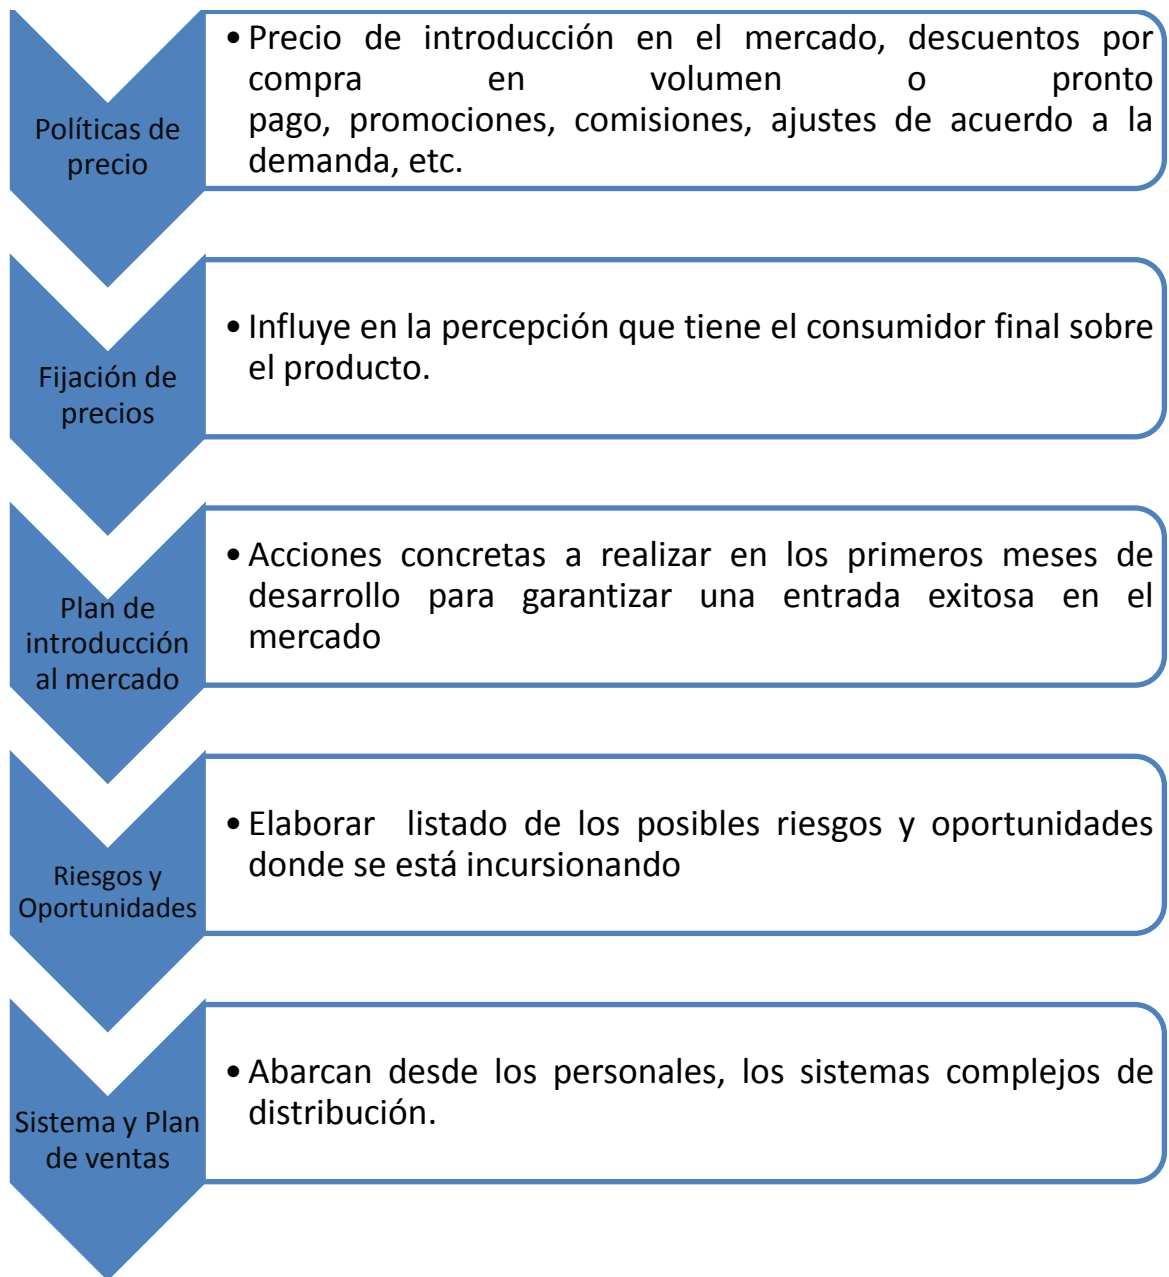 Políticas de
precio
• Precio de introducción en el mercado, descuentos por
compra en volumen o pronto
pago, promociones, comisiones, ajustes de acuerdo a la
demanda, etc.
Fijación de
precios
• Influye en la percepción que tiene el consumidor final sobre
el producto.
Plan de
introducción
al mercado
• Acciones concretas a realizar en los primeros meses de
desarrollo para garantizar una entrada exitosa en el
mercado
Riesgos y
Oportunidades
• Elaborar listado de los posibles riesgos y oportunidades
donde se está incursionando
Sistema y Plan
de ventas
• Abarcan desde los personales, los sistemas complejos de
distribución.